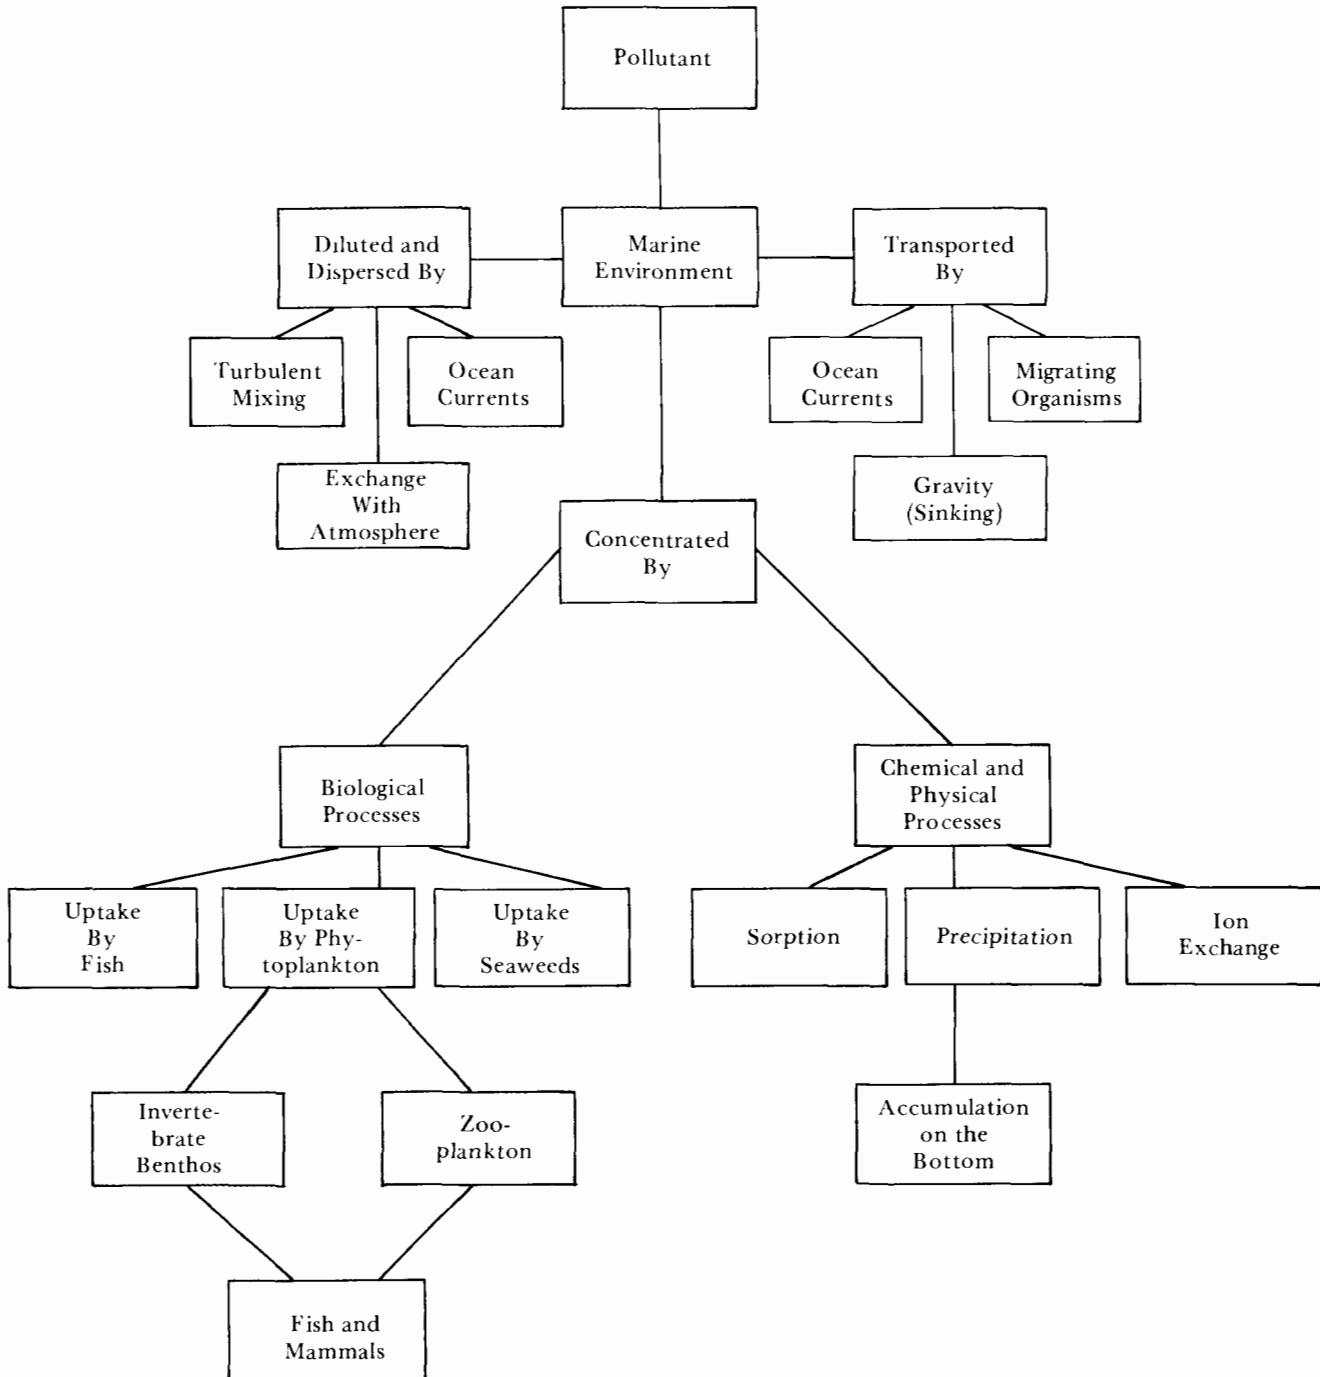 Pollutant
Diluted and
Dispersed By
Marine
Environment
Transported
By
Turbulent
Mixing
Ocean
Currents
Ocean
Currents
Migrating
Organisms
Exchange
With
Atmosphere
Gravity
(Sinking)
Concentrated
By
Biological
Processes
Chemical and
Physical
Processes
Uptake
By
Fish
Uptake
By Phy-
toplankton
Uptake
By
Seaweeds
Sorption
Precipitation
Ion
Exchange
Inverte-
brate
Benthos
Zoo-
plankton
Accumulation
on the
Bottom
Fish and
Mammals